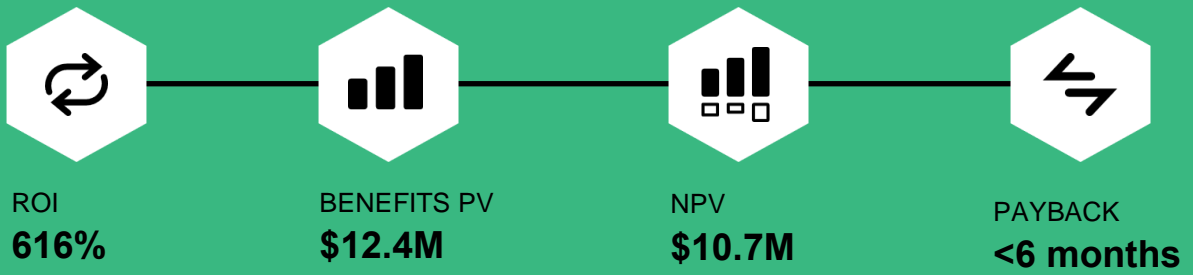 ROI
616%
BENEFITS PV
$12.4M
NPV
$10.7M
PAYBACK
<6 months